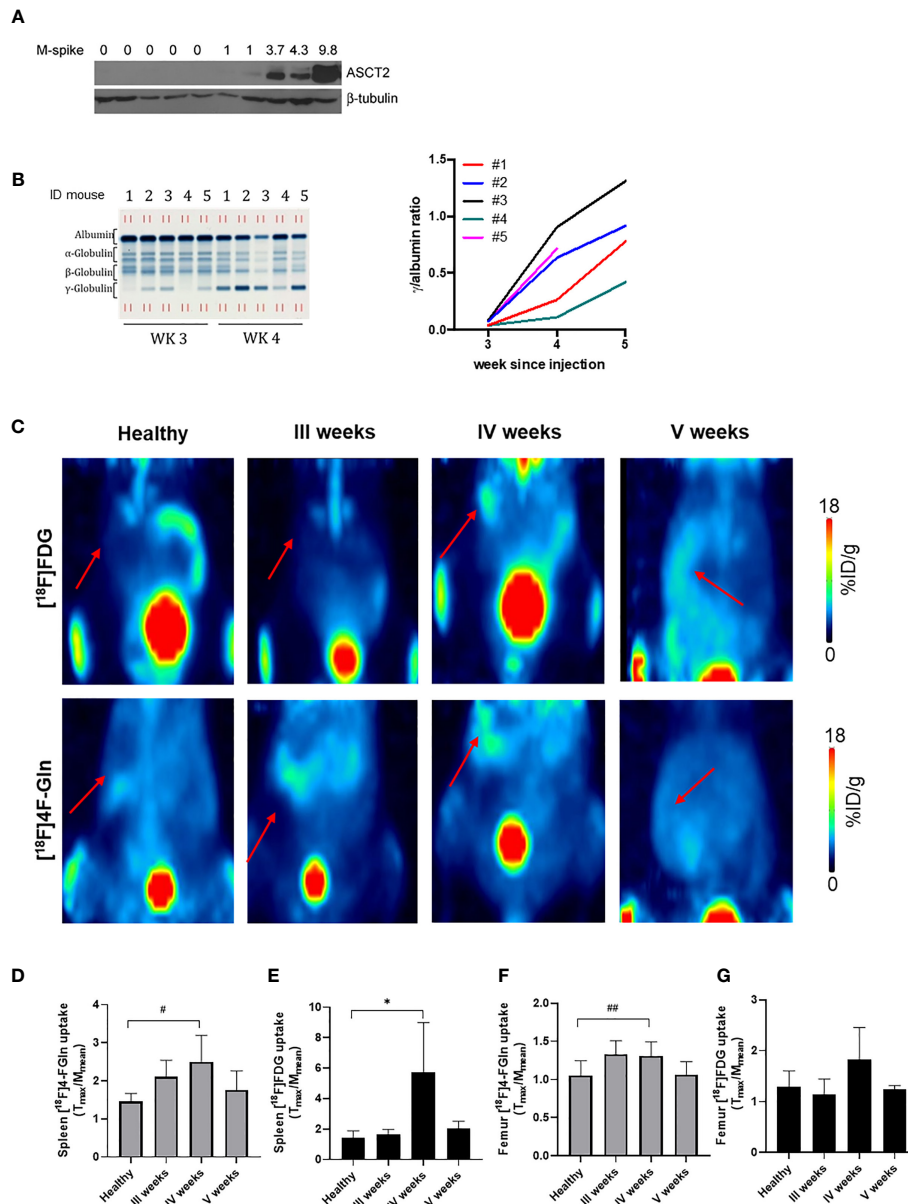 A
M-spike 0 0 0 0 0 1 1 3.7 4.3 9.8
ASCT2
β-tubulin
B
ID mouse 1 2 3 4 5 1 2 3 4 5
Albumin
α-Globulin
β-Globulin
γ-Globulin
WK 3 WK 4
1.5
1.0
0.5
0.0
γ/albumin ratio
#1
#2
#3
#4
#5
3 4 5
week since injection
C
Healthy III weeks IV weeks V weeks
[¹⁸F]FDG
18
0
%ID/g
[¹⁸F]4F-Gln
18
0
%ID/g
D
Spleen [¹⁸F]4-FGln uptake
(Tmax/Mmean)
4
3
2
1
0
#
Healthy III weeks IV weeks V weeks
E
Spleen [¹⁸F]FDG uptake
(Tmax/Mmean)
10
8
6
4
2
0
*
Healthy III weeks IV weeks V weeks
F
Femur [¹⁸F]4-FGln uptake
(Tmax/Mmean)
2.0
1.5
1.0
0.5
0.0
##
Healthy III weeks IV weeks V weeks
G
Femur [¹⁸F]FDG uptake
(Tmax/Mmean)
3
2
1
0
Healthy III weeks IV weeks V weeks